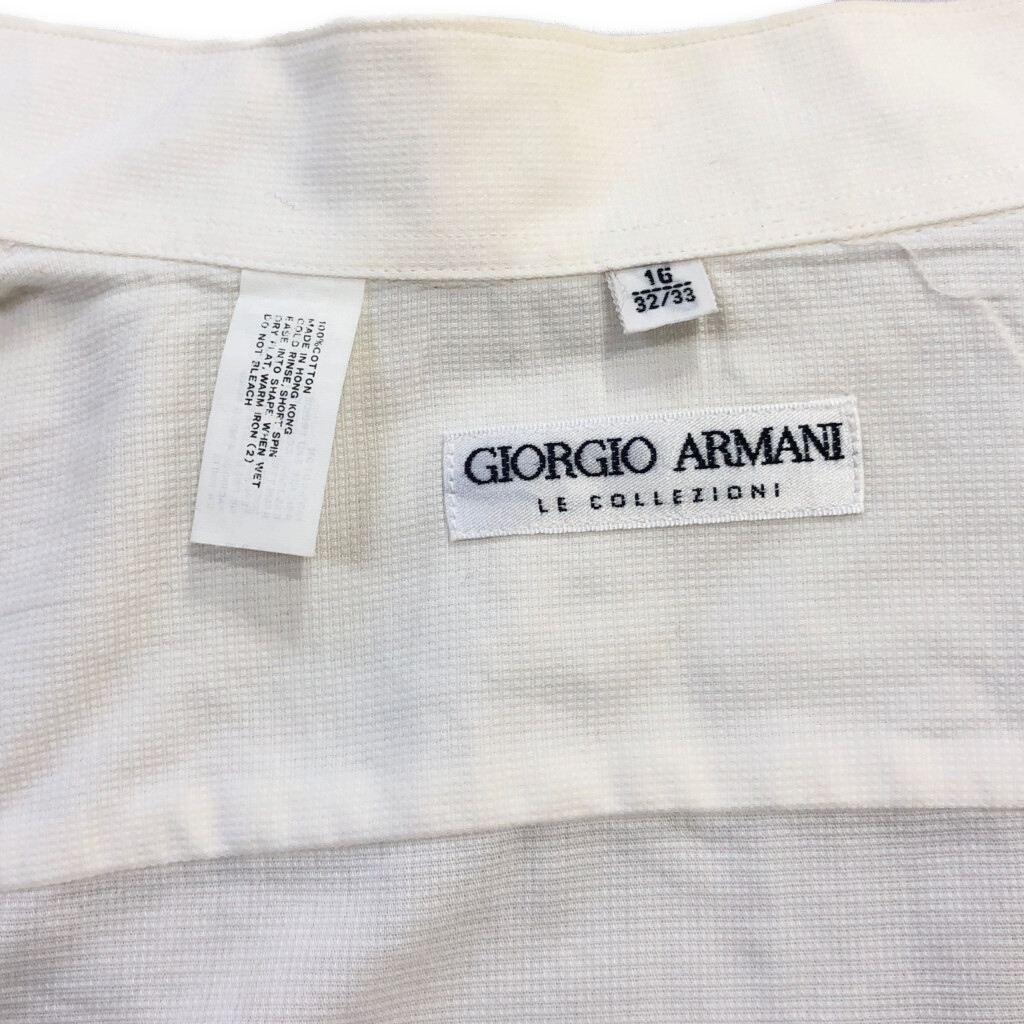 100% COTTON
MADE IN HONG KONG
COLD RINSE, SHORT SPIN
EASE INTO SHAPE WHEN WET
DRY FLAT, WARM IRON (2)
DO NOT BLEACH
16
32/33
GIORGIO ARMANI
LE COLLEZIONI